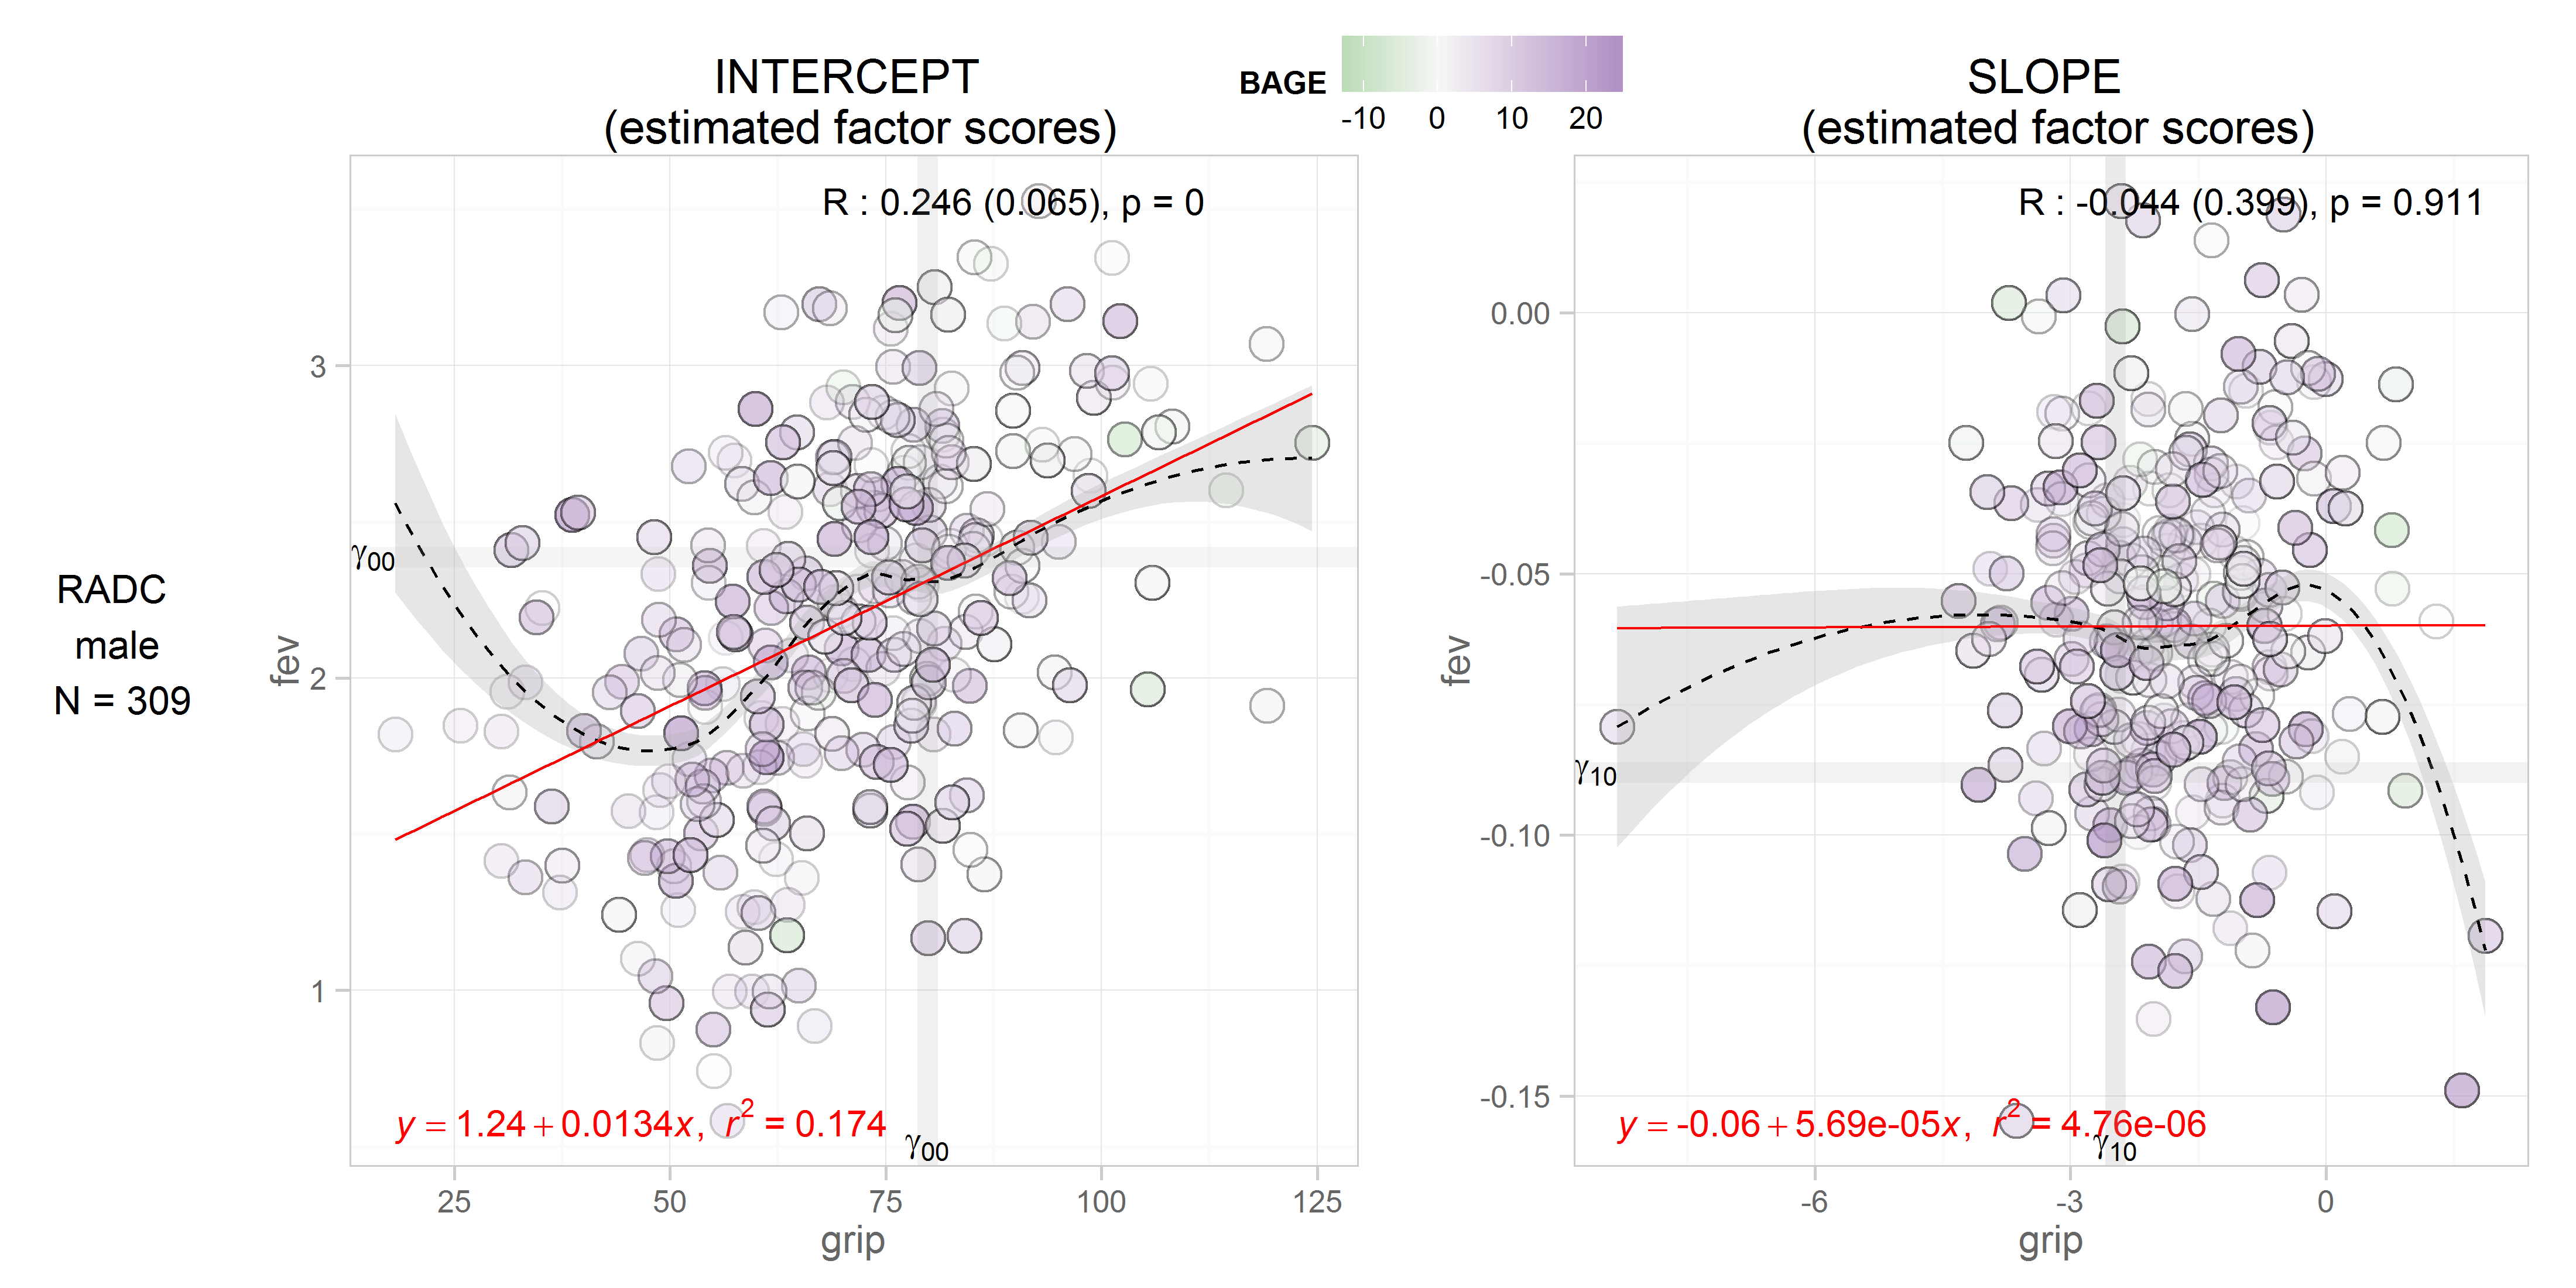 BAGE
-10 0 10 20
INTERCEPT
(estimated factor scores)
SLOPE
(estimated factor scores)
RADC
male
N = 309
R : 0.246 (0.065), p = 0
3
2
1
fev
γ00
y = 1.24 + 0.0134x, r² = 0.174
γ00
25 50 75 100 125
grip
R : -0.044 (0.399), p = 0.911
0.00
-0.05
-0.10
-0.15
fev
γ10
y = -0.06 + 5.69e-05x, r² = 4.76e-06
γ10
-6 -3 0
grip